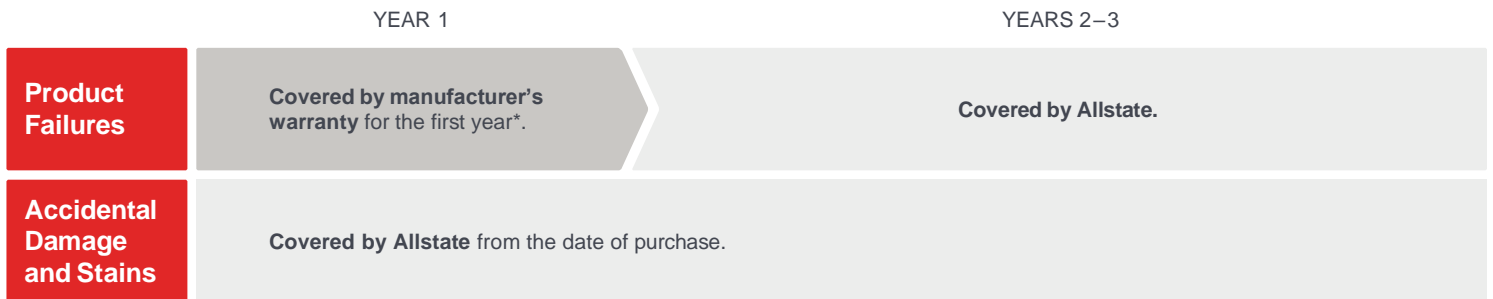 YEAR 1
YEARS 2–3
Product
Failures
Covered by manufacturer’s
warranty for the first year*.
Covered by Allstate.
Accidental
Damage
and Stains
Covered by Allstate from the date of purchase.